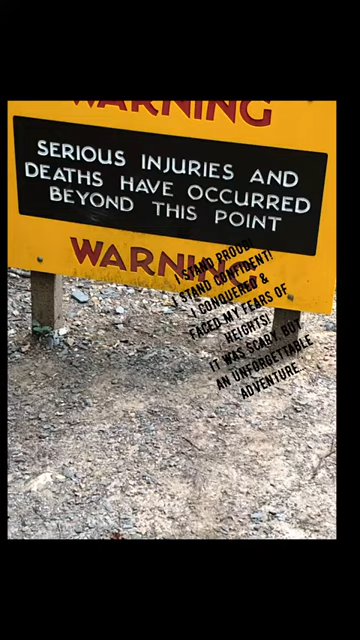 WARNING
SERIOUS INJURIES AND
DEATHS HAVE OCCURRED
BEYOND THIS POINT
WARNING
I STAND PROUD!
I STAND CONFIDENT!
I CONQUERED &
FACED MY FEARS OF
HEIGHTS!
IT WAS SCARY BUT
AN UNFORGETTABLE
ADVENTURE...